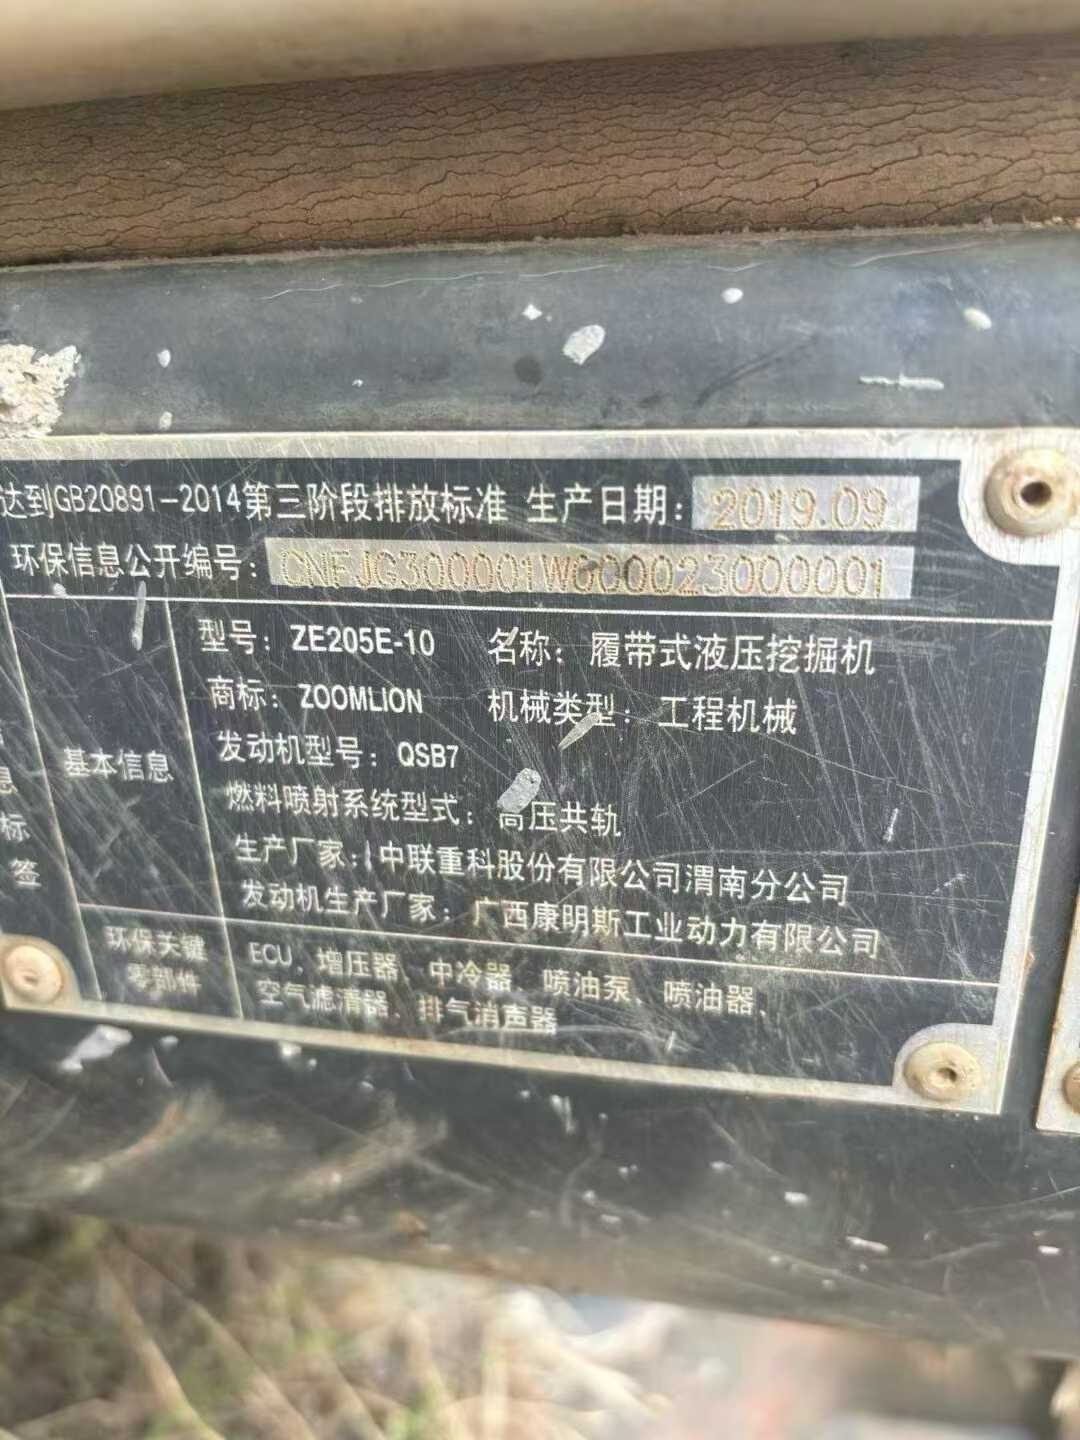 达到GB20891-2014第三阶段排放标准 生产日期：2019.09
环保信息公开编号：CNFJG300001W600023000001
型号：ZE205E-10 名称：履带式液压挖掘机
商标：ZOOMLION 机械类型：工程机械
发动机型号：QSB7
基本信息
燃料喷射系统型式：高压共轨
生产厂家：中联重科股份有限公司渭南分公司
发动机生产厂家：广西康明斯工业动力有限公司
息
标
签
环保关键
零部件
ECU、增压器、中冷器、喷油泵、喷油器、
空气滤清器、排气消声器